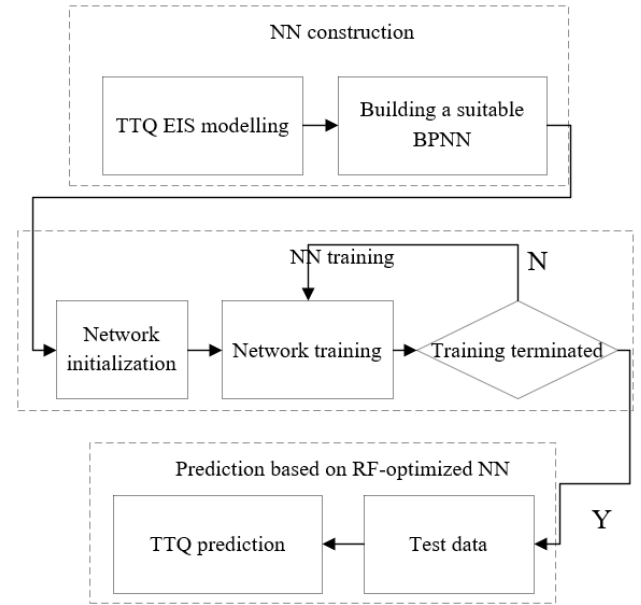 NN construction
TTQ EIS modelling
Building a suitable
BPNN
NN training
N
Network
initialization
Network training
Training terminated
Prediction based on RF-optimized NN
Y
TTQ prediction
Test data